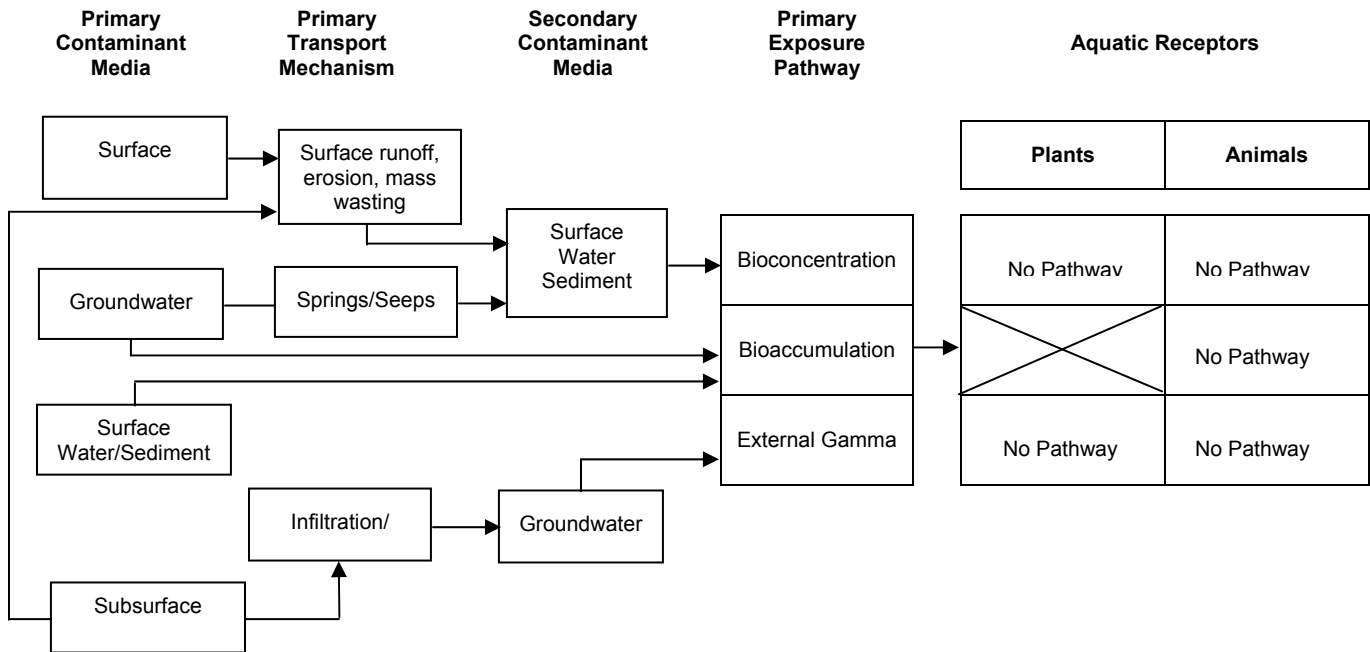 Primary
Contaminant
Media
Primary
Transport
Mechanism
Secondary
Contaminant
Media
Primary
Exposure
Pathway
Aquatic Receptors
Surface
Surface runoff,
erosion, mass
wasting
Plants
Animals
Surface
Water
Sediment
Bioconcentration
No Pathway
No Pathway
Groundwater
Springs/Seeps
Bioaccumulation
No Pathway
Surface
Water/Sediment
External Gamma
No Pathway
No Pathway
Infiltration/
Groundwater
Subsurface